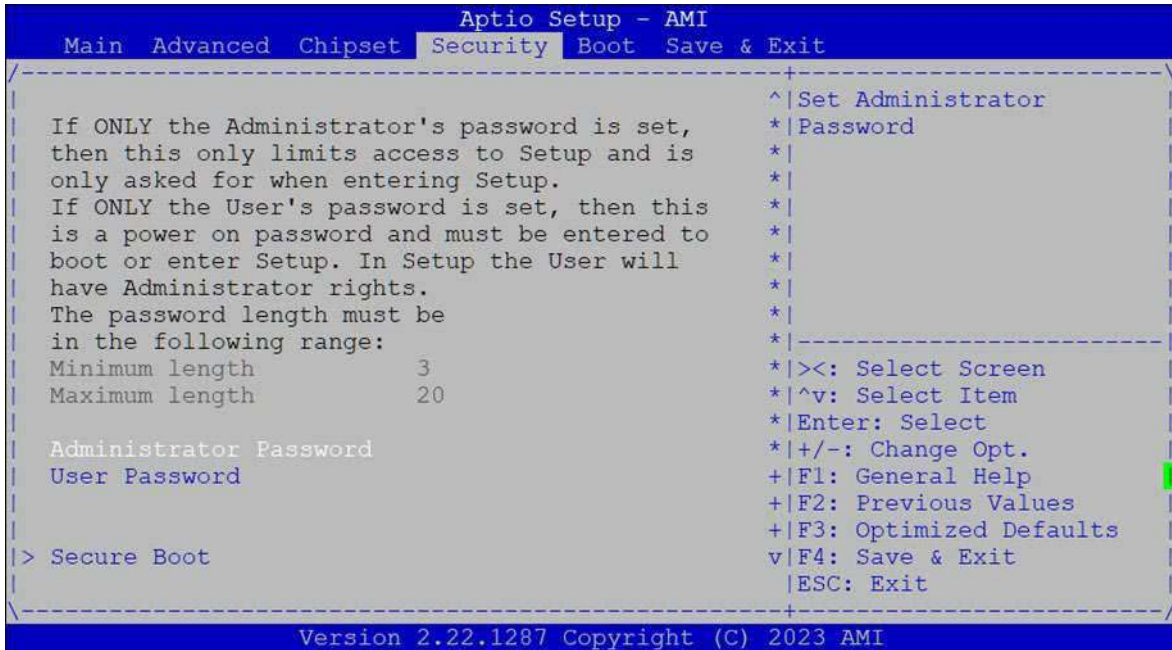 Aptio Setup - AMI
Main Advanced Chipset Security Boot Save & Exit
/--------------------------------------------------------+---------------------------\
| ^|Set Administrator |
| If ONLY the Administrator's password is set, *|Password |
| then this only limits access to Setup and is *| |
| only asked for when entering Setup. *| |
| If ONLY the User's password is set, then this *| |
| is a power on password and must be entered to *| |
| boot or enter Setup. In Setup the User will *| |
| have Administrator rights. *| |
| The password length must be *| |
| in the following range: *|---------------------------|
| Minimum length 3 *|><: Select Screen |
| Maximum length 20 *|^v: Select Item |
| *|Enter: Select |
| Administrator Password *|+/-: Change Opt. |
| User Password +|F1: General Help
| +|F2: Previous Values |
| +|F3: Optimized Defaults |
|> Secure Boot v|F4: Save & Exit |
| |ESC: Exit |
\--------------------------------------------------------+---------------------------/
Version 2.22.1287 Copyright (C) 2023 AMI